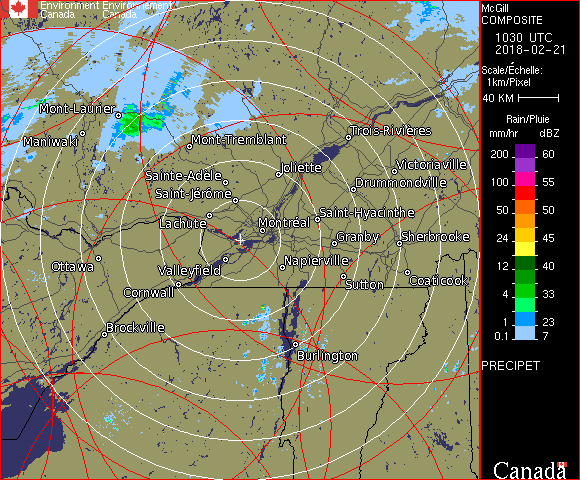 Environment Environnement
Canada Canada
McGill
COMPOSITE
1030 UTC
2018-02-21
Scale/Échelle:
1km/Pixel
40 KM
Rain/Pluie
mm/hr dBZ
200 60
155
100 55
50 50
24 45
12 40
4 33
1 23
0.1 7
PRECIPET
Canada
Mont-Laurier
Maniwaki
Mont-Tremblant
Trois-Rivières
Joliette
Victoriaville
Sainte-Adèle
Drummondville
Saint-Jérôme
Lachute
Saint-Hyacinthe
Montréal
Granby
Sherbrooke
Ottawa
Valleyfield
Napierville
Cornwall
Sutton
Coaticook
Brockville
Burlington